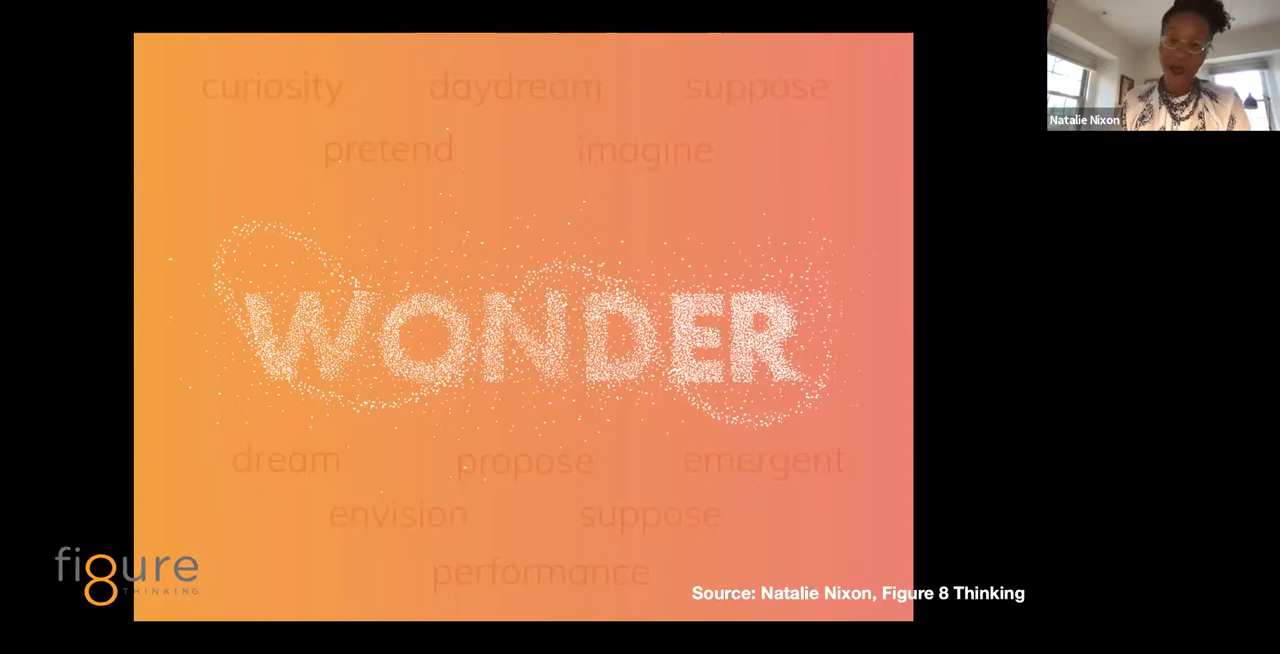 curiosity daydream suppose
pretend imagine
WONDER
dream propose emergent
envision suppose
performance
figure
8
THINKING
Source: Natalie Nixon, Figure 8 Thinking
Natalie Nixon